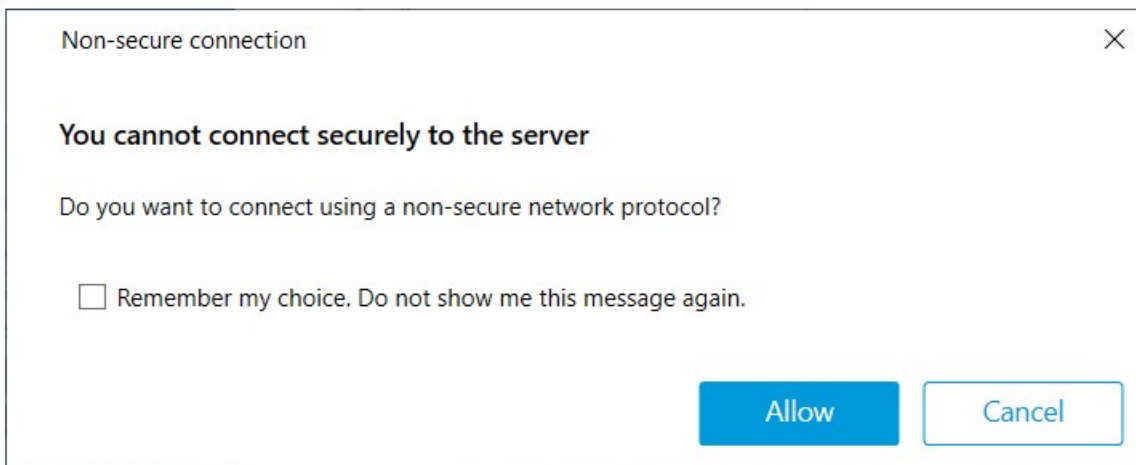 Non-secure connection
You cannot connect securely to the server
Do you want to connect using a non-secure network protocol?
Remember my choice. Do not show me this message again.
Allow
Cancel